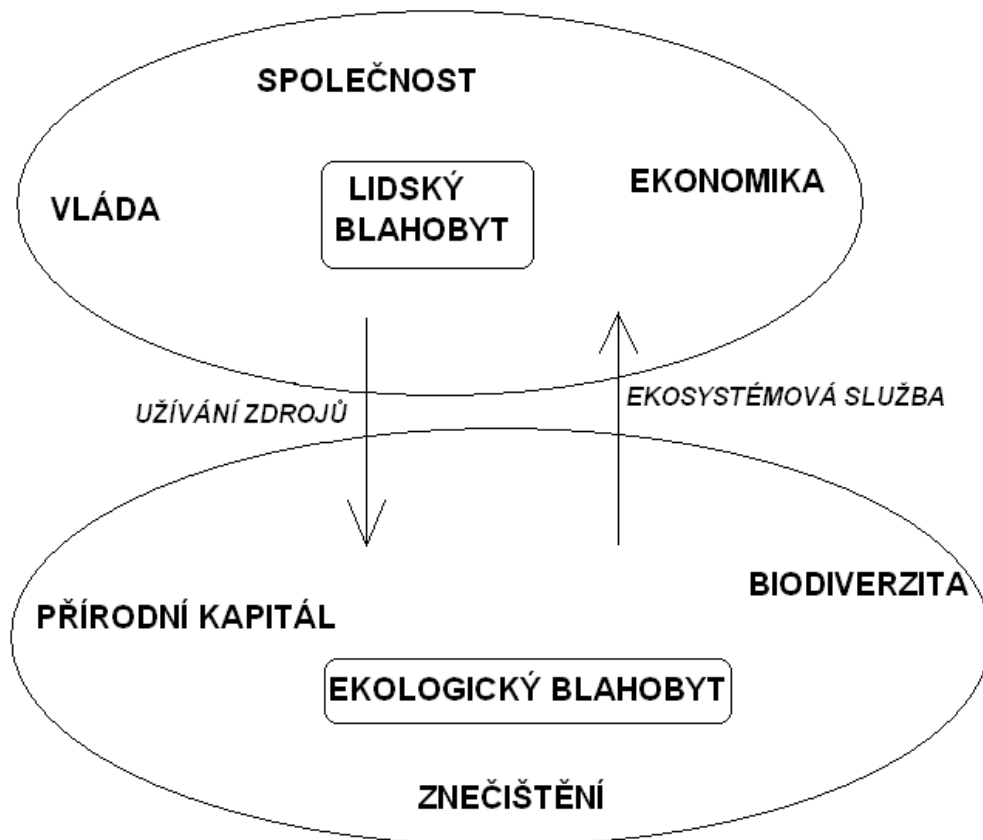 SPOLEČNOST
EKONOMIKA
VLÁDA
LIDSKÝ
BLAHOBYT
UŽÍVÁNÍ ZDROJŮ
EKOSYSTÉMOVÁ SLUŽBA
BIODIVERZITA
PŘÍRODNÍ KAPITÁL
EKOLOGICKÝ BLAHOBYT
ZNEČIŠTĚNÍ